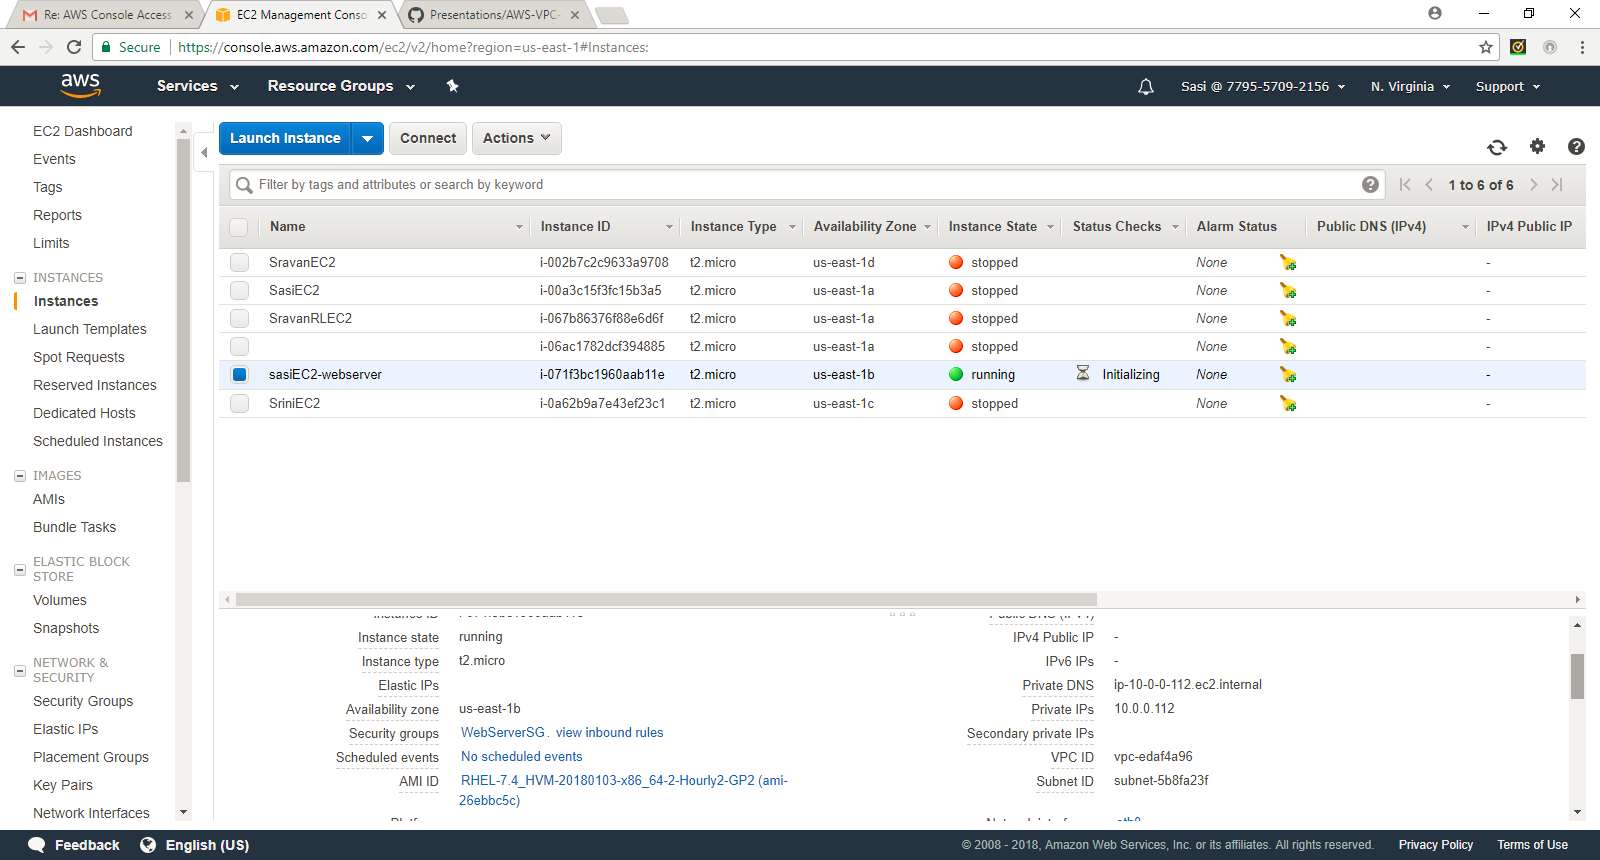 Re: AWS Console Access
EC2 Management Conso
Presentations/AWS-VPC-
Secure https://console.aws.amazon.com/ec2/v2/home?region=us-east-1#Instances:
aws Services Resource Groups Sasi @ 7795-5709-2156 N. Virginia Support
EC2 Dashboard
Events
Tags
Reports
Limits
INSTANCES
Instances
Launch Templates
Spot Requests
Reserved Instances
Dedicated Hosts
Scheduled Instances
IMAGES
AMIs
Bundle Tasks
ELASTIC BLOCK
STORE
Volumes
Snapshots
NETWORK &
SECURITY
Security Groups
Elastic IPs
Placement Groups
Key Pairs
Network Interfaces
Launch Instance Connect Actions
Filter by tags and attributes or search by keyword 1 to 6 of 6
Name Instance ID Instance Type Availability Zone Instance State Status Checks Alarm Status Public DNS (IPv4) IPv4 Public IP
SravanEC2 i-002b7c2c9633a9708 t2.micro us-east-1d stopped None -
SasiEC2 i-00a3c15f3fc15b3a5 t2.micro us-east-1a stopped None -
SravanRLEC2 i-067b86376f88e6d6f t2.micro us-east-1a stopped None -
i-06ac1782dcf394885 t2.micro us-east-1a stopped None -
sasiEC2-webserver i-071f3bc1960aab11e t2.micro us-east-1b running Initializing None -
SriniEC2 i-0a62b9a7e43ef23c1 t2.micro us-east-1c stopped None -
Instance state running
Instance type t2.micro
Elastic IPs
Availability zone us-east-1b
Security groups WebServerSG. view inbound rules
Scheduled events No scheduled events
AMI ID RHEL-7.4_HVM-20180103-x86_64-2-Hourly2-GP2 (ami-
26ebbc5c)
IPv4 Public IP -
IPv6 IPs -
Private DNS ip-10-0-0-112.ec2.internal
Private IPs 10.0.0.112
Secondary private IPs
VPC ID vpc-edaf4a96
Subnet ID subnet-5b8fa23f
Feedback English (US) © 2008 - 2018, Amazon Web Services, Inc. or its affiliates. All rights reserved. Privacy Policy Terms of Use